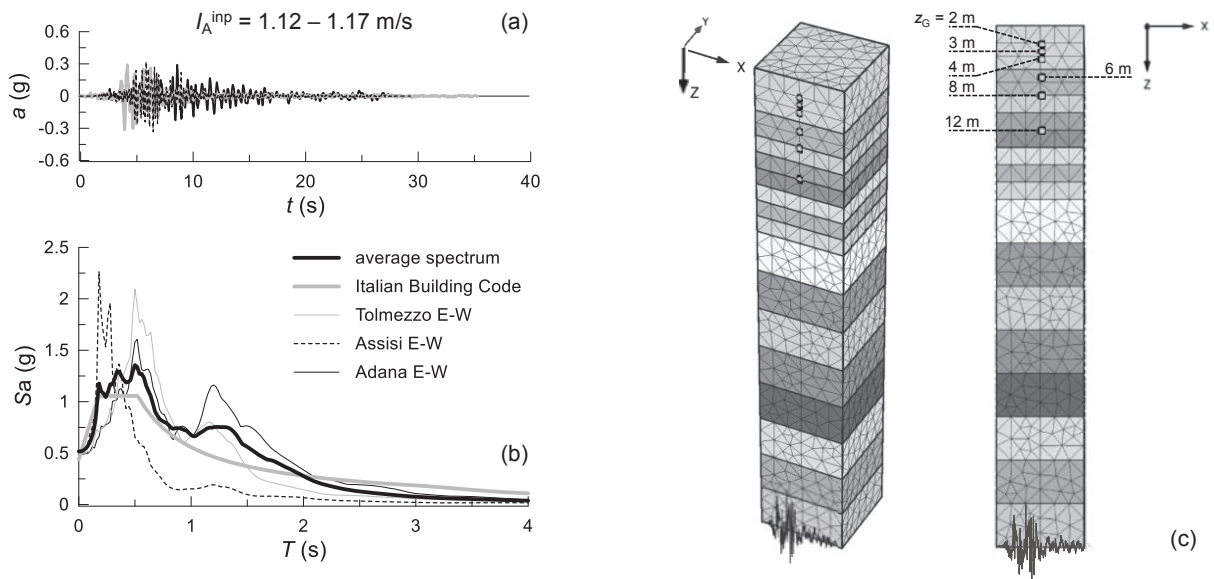 I_A^inp = 1.12 – 1.17 m/s
(a)
a (g)
0.6
0.3
0
-0.3
-0.6
0 10 20 30 40
t (s)
Sa (g)
2.5
2
1.5
1
0.5
0
average spectrum
Italian Building Code
Tolmezzo E-W
Assisi E-W
Adana E-W
(b)
0 1 2 3 4
T (s)
Y
X
Z
z_G = 2 m
3 m
4 m
6 m
8 m
12 m
X
Z
(c)